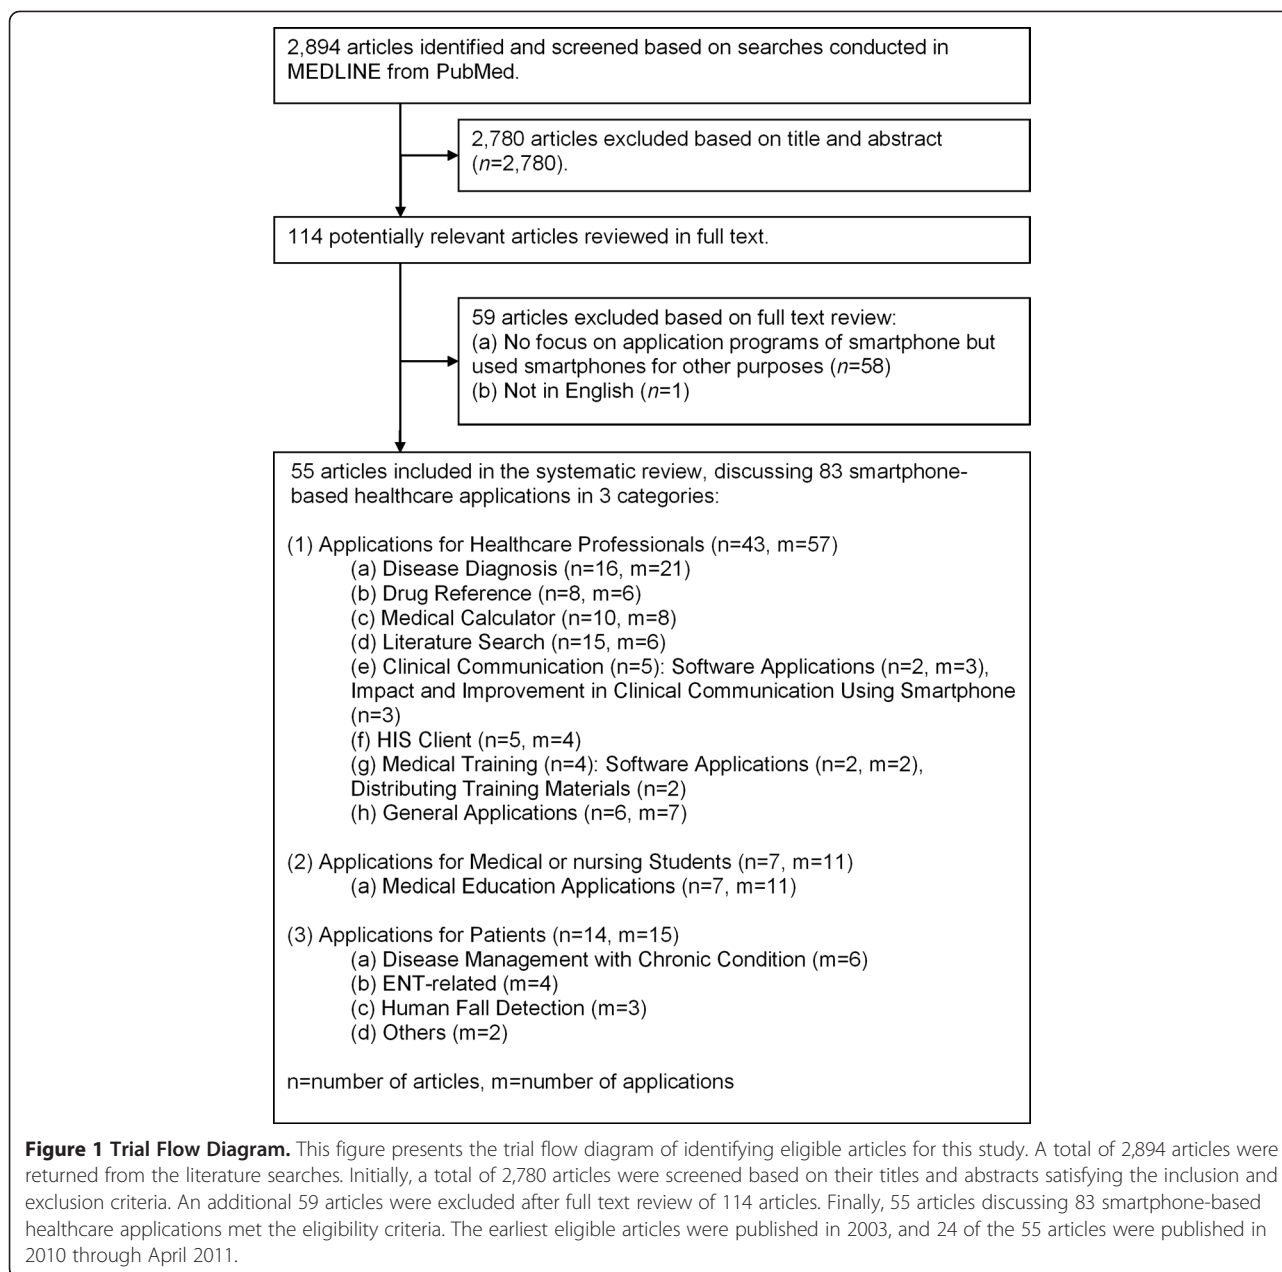 2,894 articles identified and screened based on searches conducted in
MEDLINE from PubMed.
2,780 articles excluded based on title and abstract
(n=2,780).
114 potentially relevant articles reviewed in full text.
59 articles excluded based on full text review:
(a) No focus on application programs of smartphone but
used smartphones for other purposes (n=58)
(b) Not in English (n=1)
55 articles included in the systematic review, discussing 83 smartphone-
based healthcare applications in 3 categories:
(1) Applications for Healthcare Professionals (n=43, m=57)
(a) Disease Diagnosis (n=16, m=21)
(b) Drug Reference (n=8, m=6)
(c) Medical Calculator (n=10, m=8)
(d) Literature Search (n=15, m=6)
(e) Clinical Communication (n=5): Software Applications (n=2, m=3),
Impact and Improvement in Clinical Communication Using Smartphone
(n=3)
(f) HIS Client (n=5, m=4)
(g) Medical Training (n=4): Software Applications (n=2, m=2),
Distributing Training Materials (n=2)
(h) General Applications (n=6, m=7)
(2) Applications for Medical or nursing Students (n=7, m=11)
(a) Medical Education Applications (n=7, m=11)
(3) Applications for Patients (n=14, m=15)
(a) Disease Management with Chronic Condition (m=6)
(b) ENT-related (m=4)
(c) Human Fall Detection (m=3)
(d) Others (m=2)
n=number of articles, m=number of applications
Figure 1 Trial Flow Diagram. This figure presents the trial flow diagram of identifying eligible articles for this study. A total of 2,894 articles were
returned from the literature searches. Initially, a total of 2,780 articles were screened based on their titles and abstracts satisfying the inclusion and
exclusion criteria. An additional 59 articles were excluded after full text review of 114 articles. Finally, 55 articles discussing 83 smartphone-based
healthcare applications met the eligibility criteria. The earliest eligible articles were published in 2003, and 24 of the 55 articles were published in
2010 through April 2011.